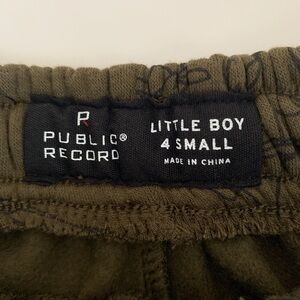 P
PUBLIC®
RECORD
LITTLE BOY
4 SMALL
MADE IN CHINA